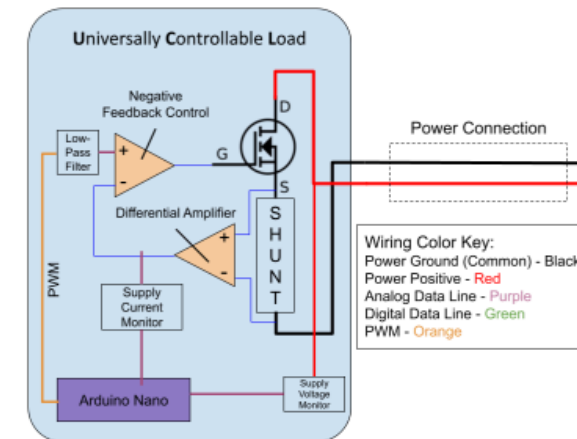 Universally Controllable Load
Negative
Feedback Control
D
Low-
Pass
Filter
+
-
G
S
Power Connection
Differential Amplifier
+
-
S
H
U
N
T
PWM
Supply
Current
Monitor
Arduino Nano
Supply
Voltage
Monitor
Wiring Color Key:
Power Ground (Common) - Black
Power Positive - Red
Analog Data Line - Purple
Digital Data Line - Green
PWM - Orange